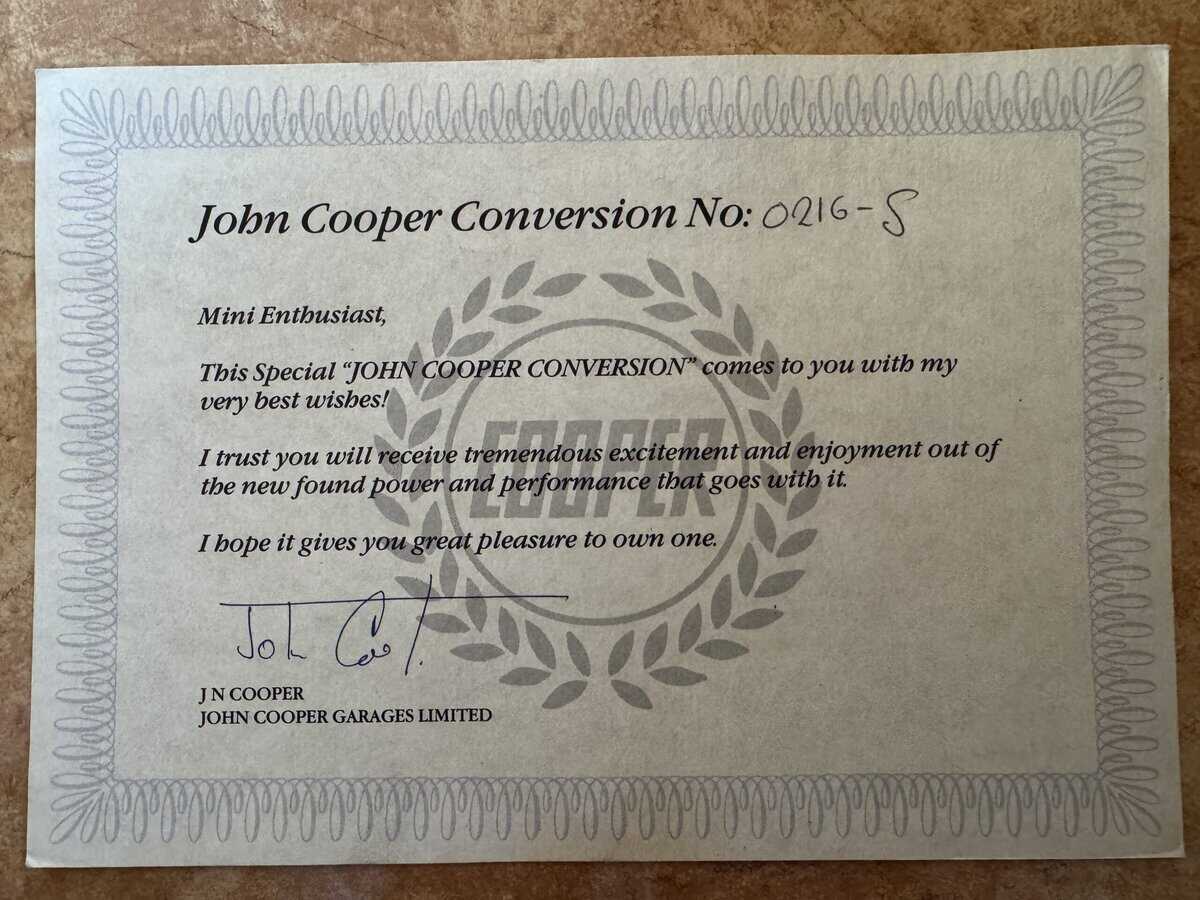 John Cooper Conversion No: 0216-S
Mini Enthusiast,
This Special “JOHN COOPER CONVERSION” comes to you with my
very best wishes!
I trust you will receive tremendous excitement and enjoyment out of
the new found power and performance that goes with it.
I hope it gives you great pleasure to own one.
COOPER
John Coo
J N COOPER
JOHN COOPER GARAGES LIMITED